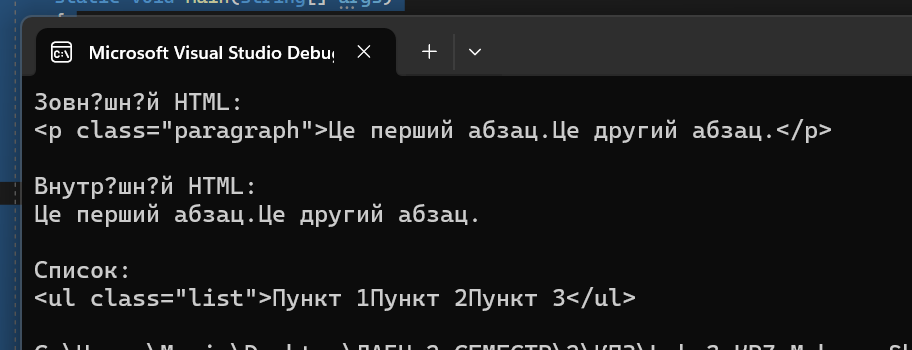 static void Main(string[] args)
Microsoft Visual Studio Debug
Зовн?шн?й HTML:
<p class="paragraph">Це перший абзац.Це другий абзац.</p>
Внутр?шн?й HTML:
Це перший абзац.Це другий абзац.
Список:
<ul class="list">Пункт 1Пункт 2Пункт 3</ul>